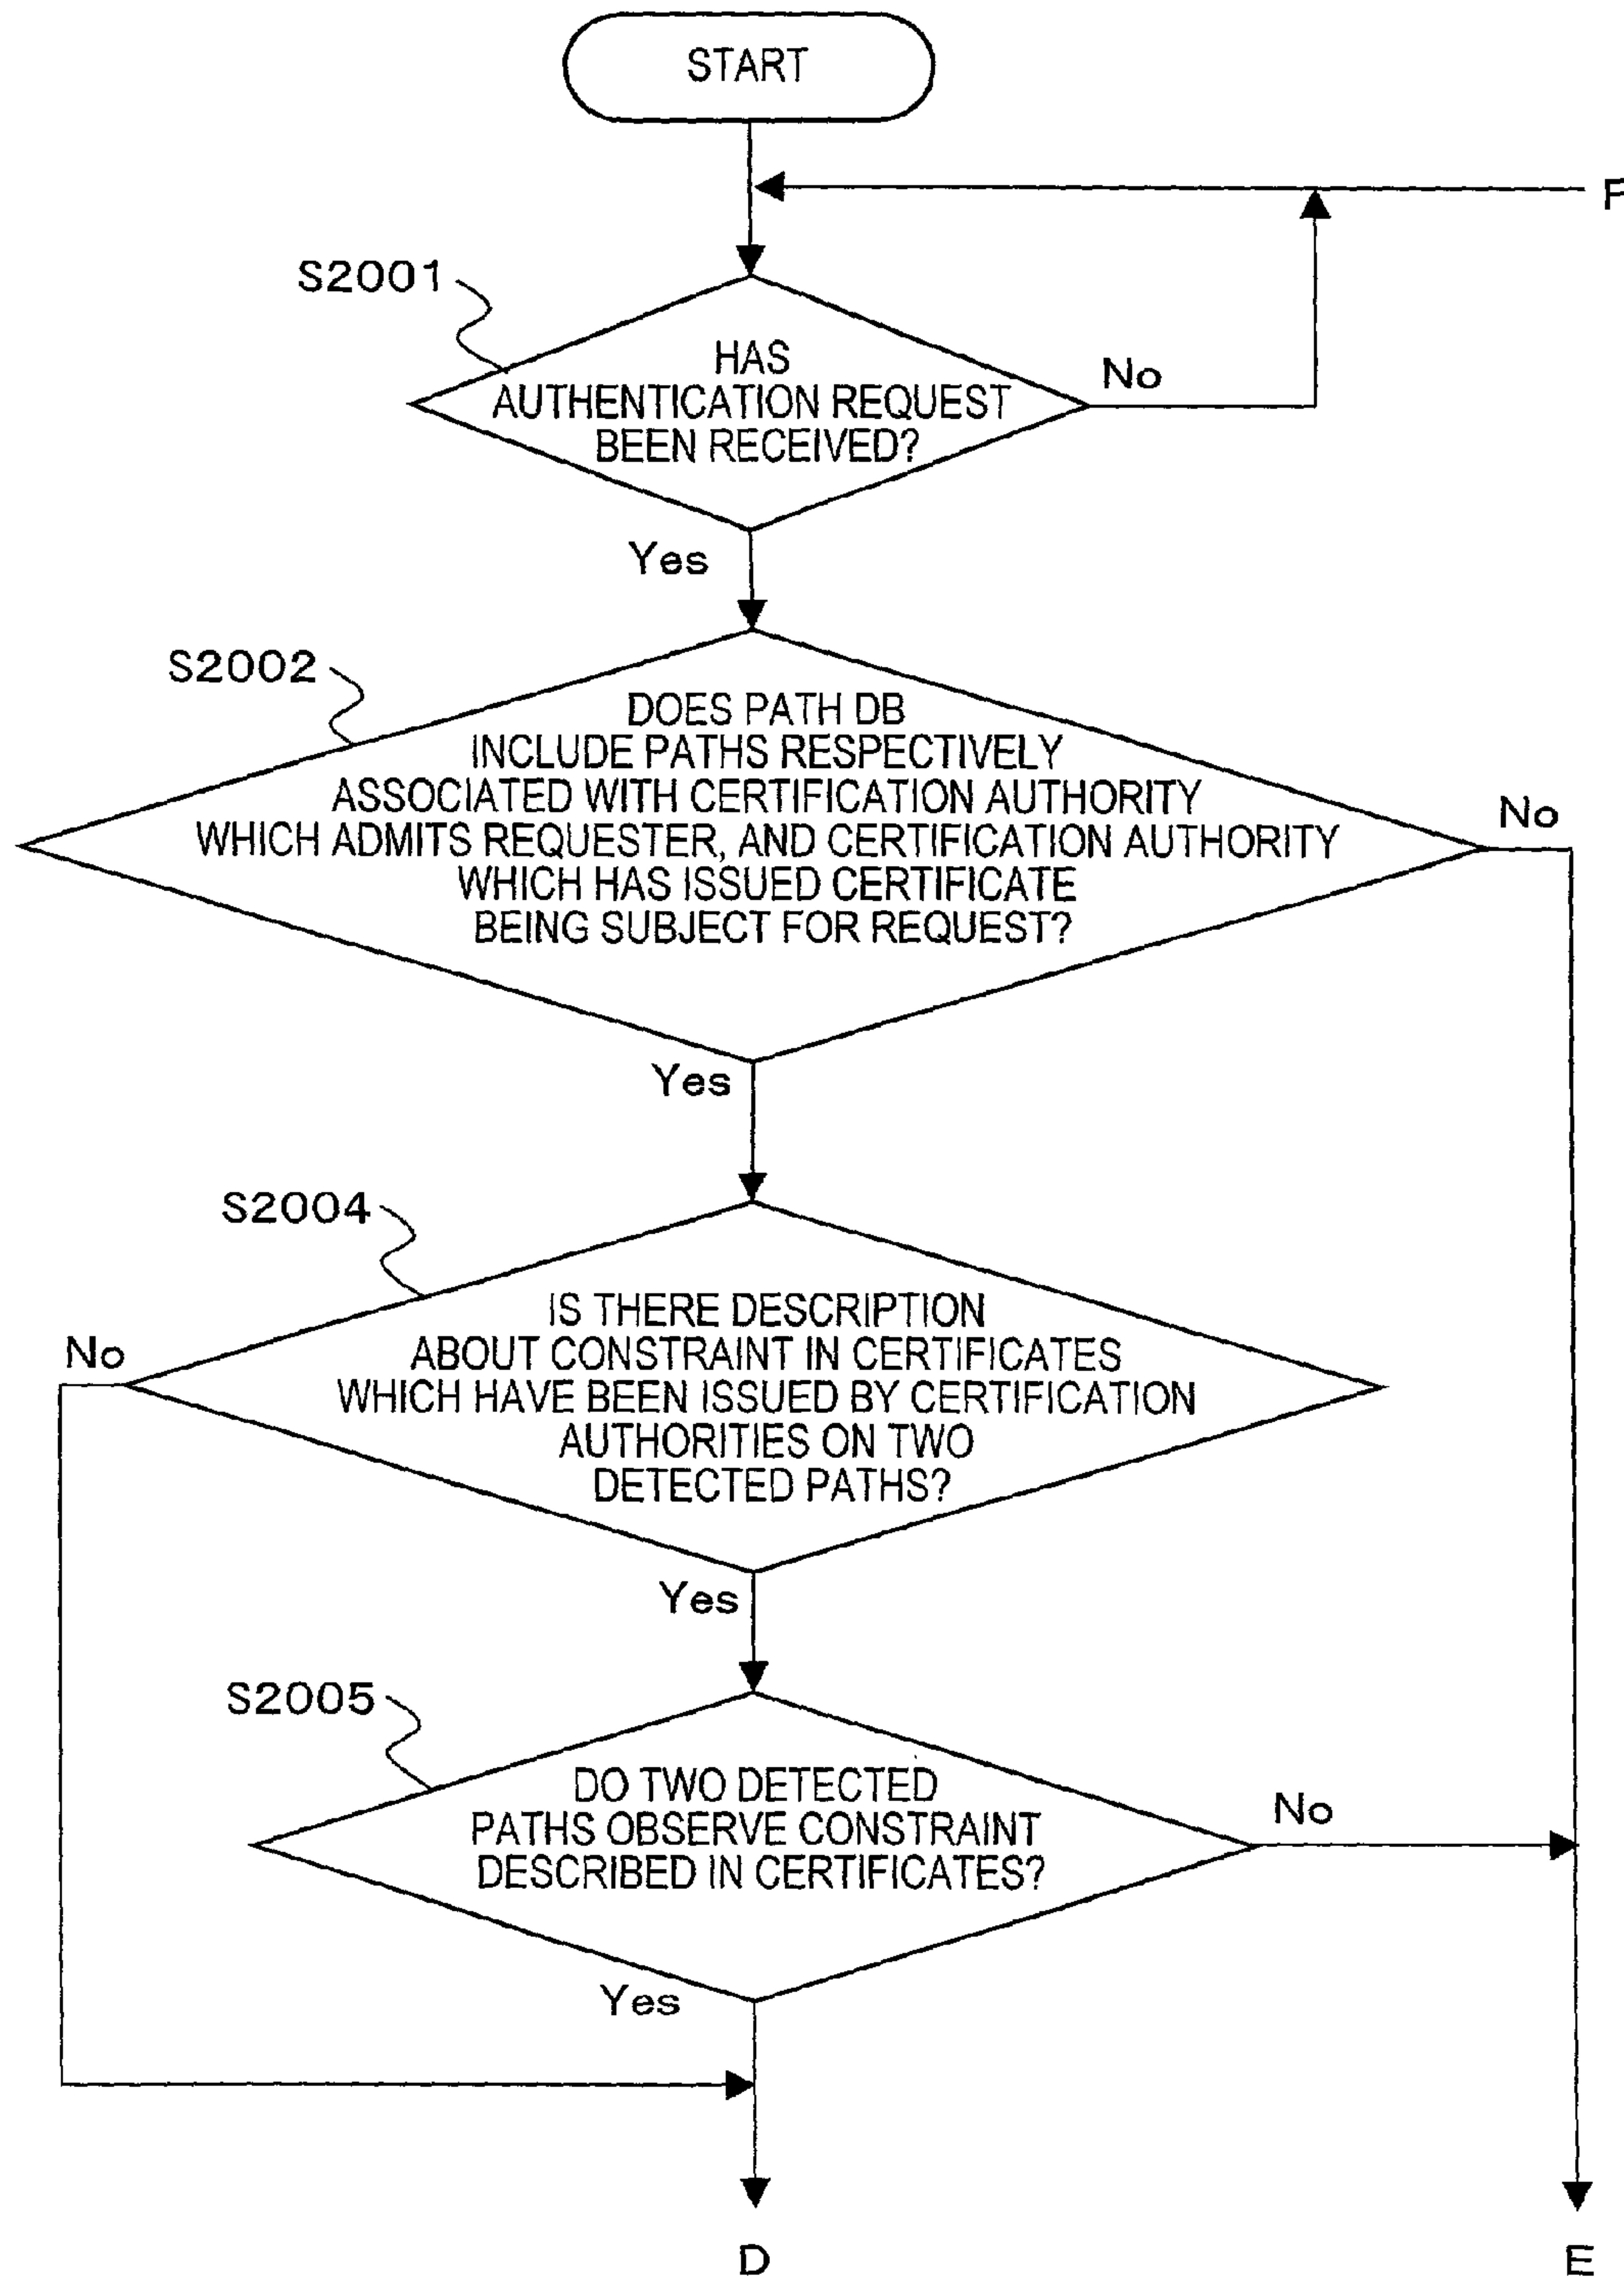 START
S2001
HAS
AUTHENTICATION REQUEST
BEEN RECEIVED?
No
Yes
S2002
DOES PATH DB
INCLUDE PATHS RESPECTIVELY
ASSOCIATED WITH CERTIFICATION AUTHORITY
WHICH ADMITS REQUESTER, AND CERTIFICATION AUTHORITY
WHICH HAS ISSUED CERTIFICATE
BEING SUBJECT FOR REQUEST?
No
Yes
S2004
IS THERE DESCRIPTION
ABOUT CONSTRAINT IN CERTIFICATES
WHICH HAVE BEEN ISSUED BY CERTIFICATION
AUTHORITIES ON TWO
DETECTED PATHS?
No
Yes
S2005
DO TWO DETECTED
PATHS OBSERVE CONSTRAINT
DESCRIBED IN CERTIFICATES?
No
Yes
D
E